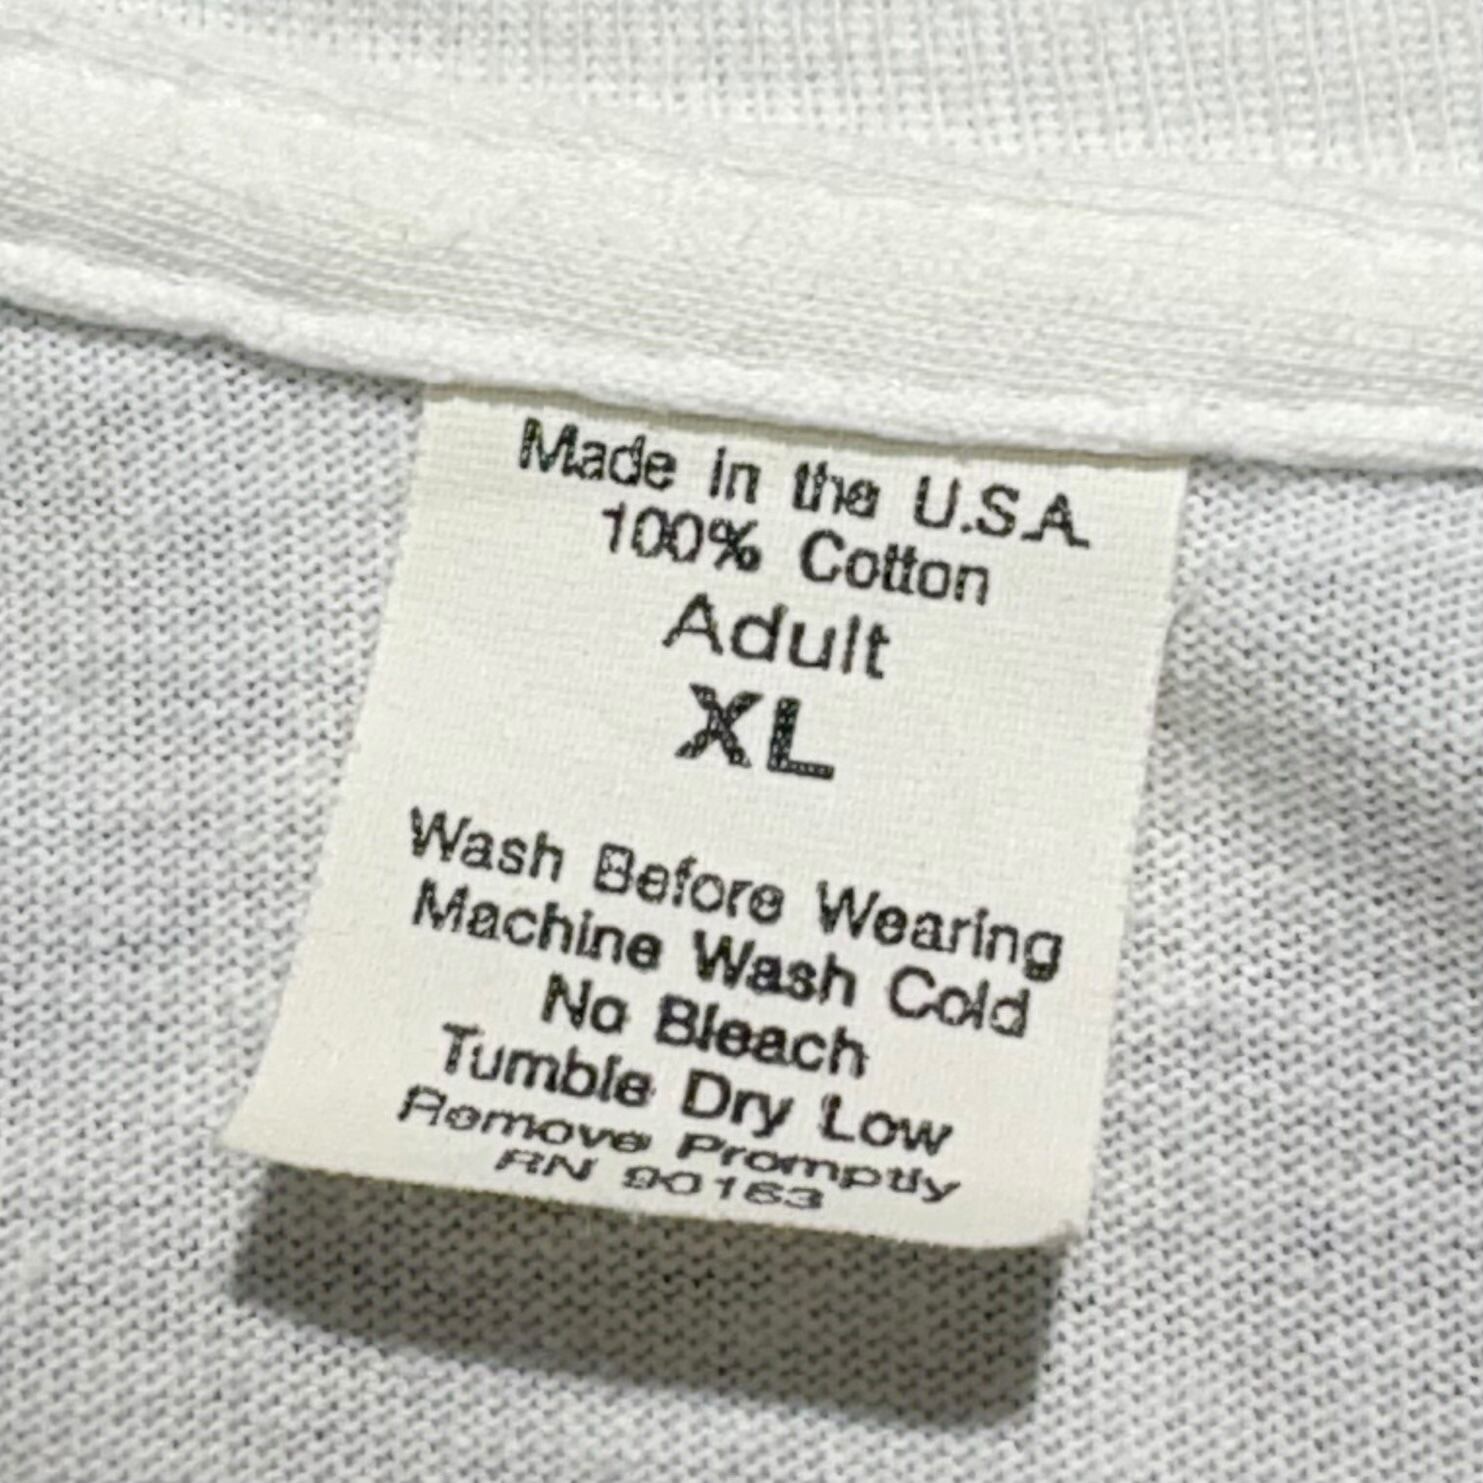 Made in the U.S.A.
100% Cotton
Adult
XL
Wash Before Wearing
Machine Wash Cold
No Bleach
Tumble Dry Low
Remove Promptly
RN 90163